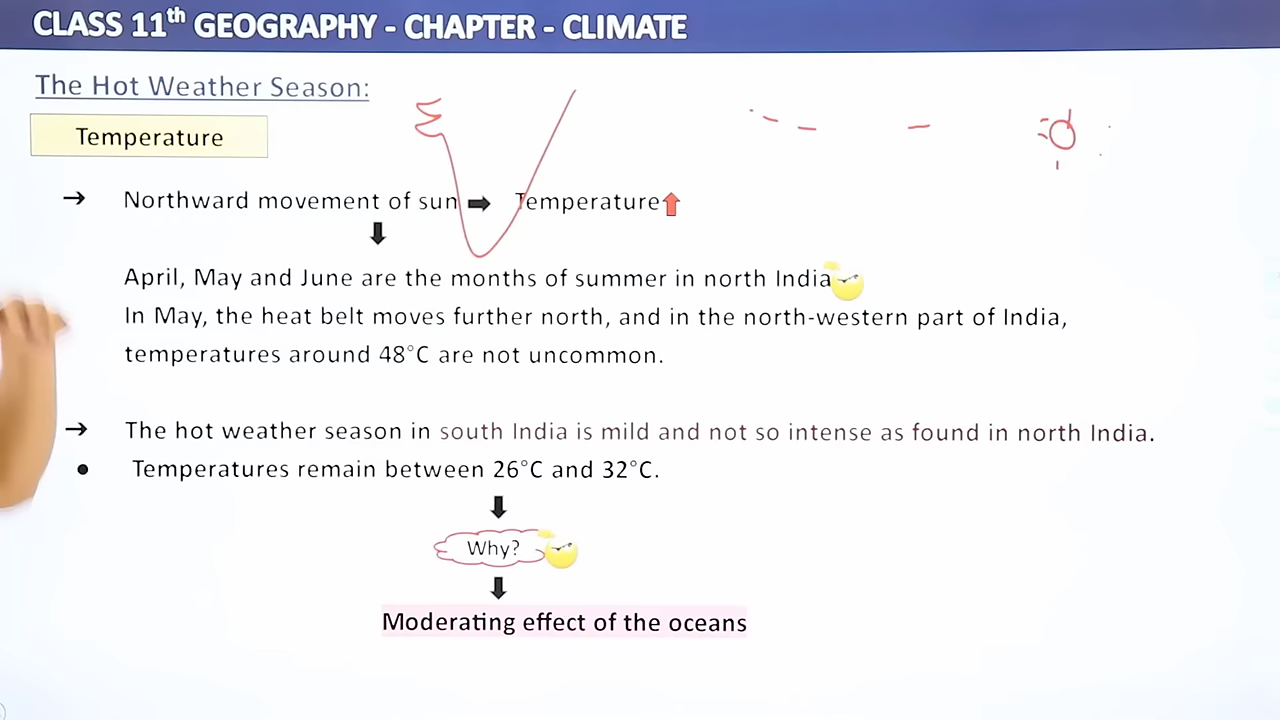 CLASS 11th GEOGRAPHY - CHAPTER - CLIMATE
The Hot Weather Season:
Temperature
→ Northward movement of sun ➡ Temperature
April, May and June are the months of summer in north India
In May, the heat belt moves further north, and in the north-western part of India,
temperatures around 48°C are not uncommon.
→ The hot weather season in south India is mild and not so intense as found in north India.
● Temperatures remain between 26°C and 32°C.
Why?
Moderating effect of the oceans